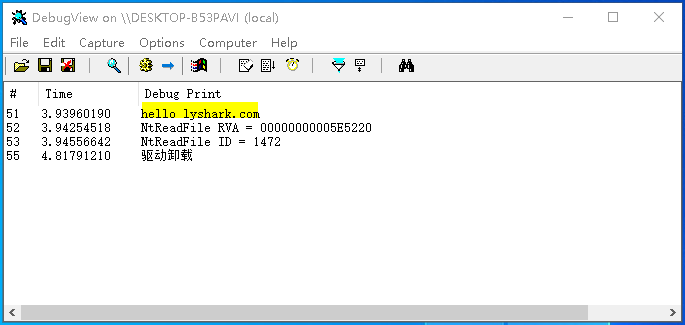 DebugView on \\DESKTOP-B53PAVI (local)
File Edit Capture Options Computer Help
# Time Debug Print
51 3.93960190 hello lyshark.com
52 3.94254518 NtReadFile RVA = 00000000005E5220
53 3.94556642 NtReadFile ID = 1472
55 4.81791210 驱动卸载